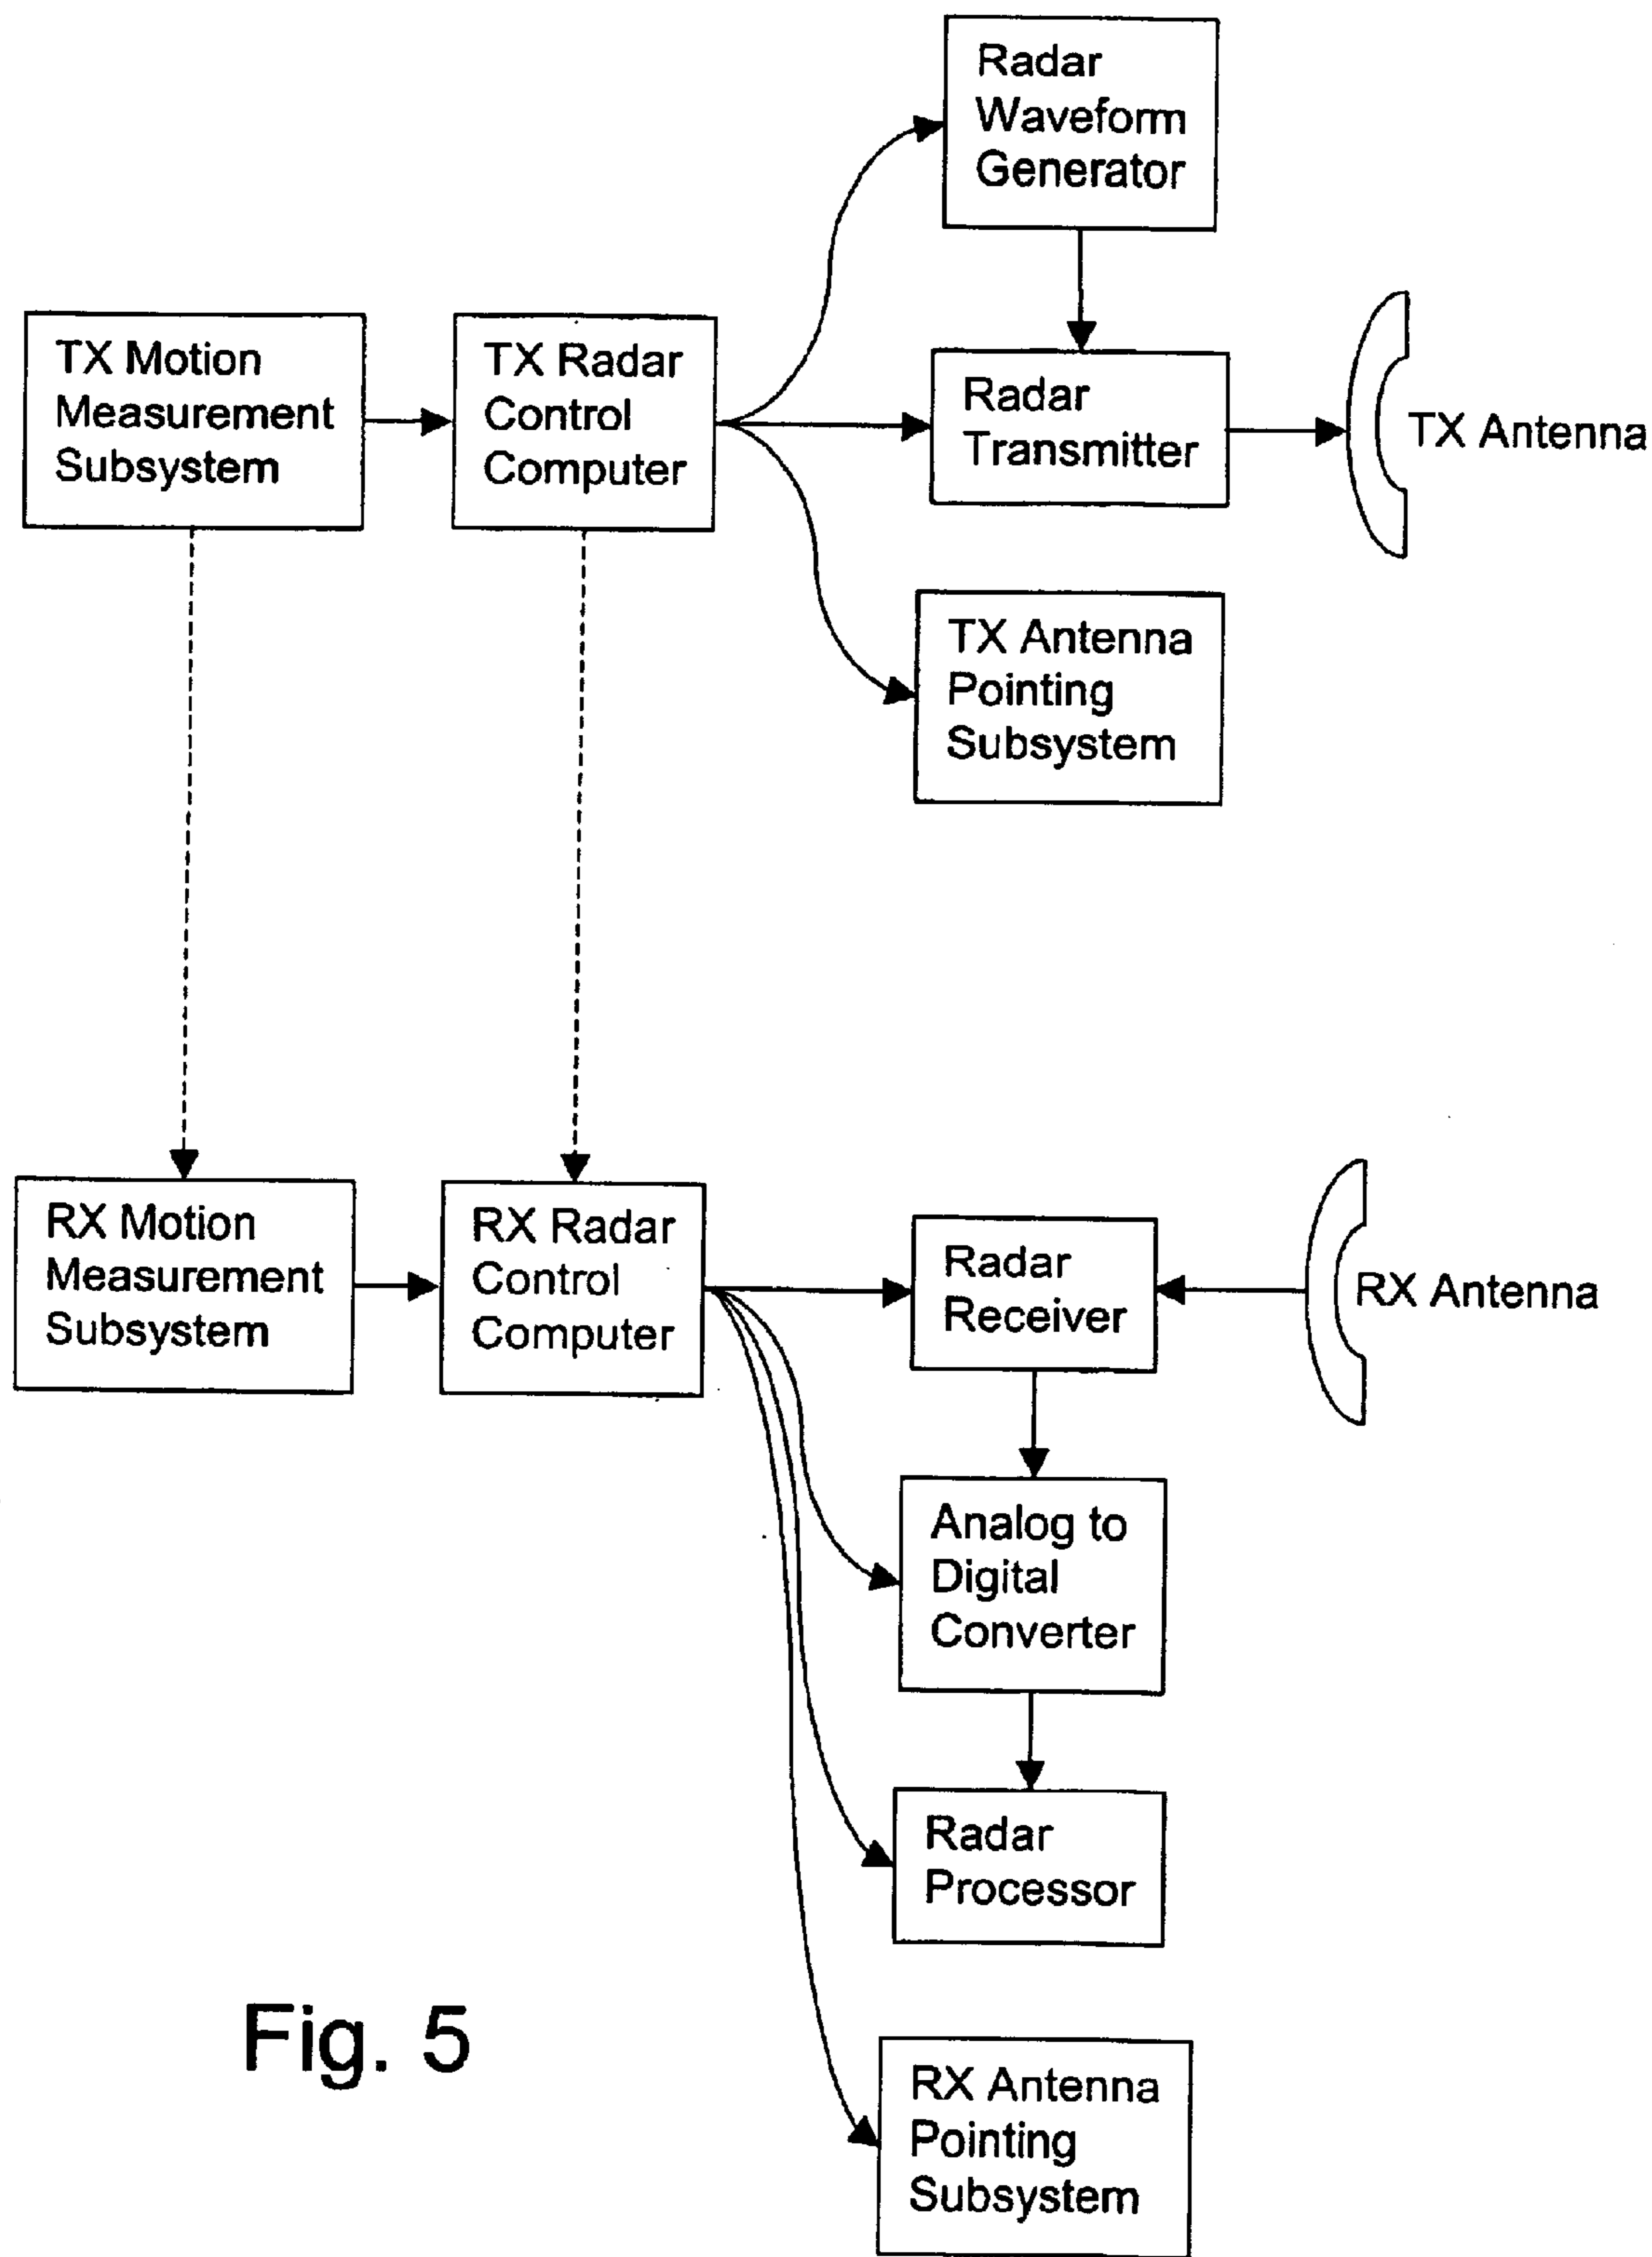 Radar
Waveform
Generator
TX Motion
Measurement
Subsystem
TX Radar
Control
Computer
Radar
Transmitter
TX Antenna
TX Antenna
Pointing
Subsystem
RX Motion
Measurement
Subsystem
RX Radar
Control
Computer
Radar
Receiver
RX Antenna
Analog to
Digital
Converter
Radar
Processor
RX Antenna
Pointing
Subsystem
Fig. 5